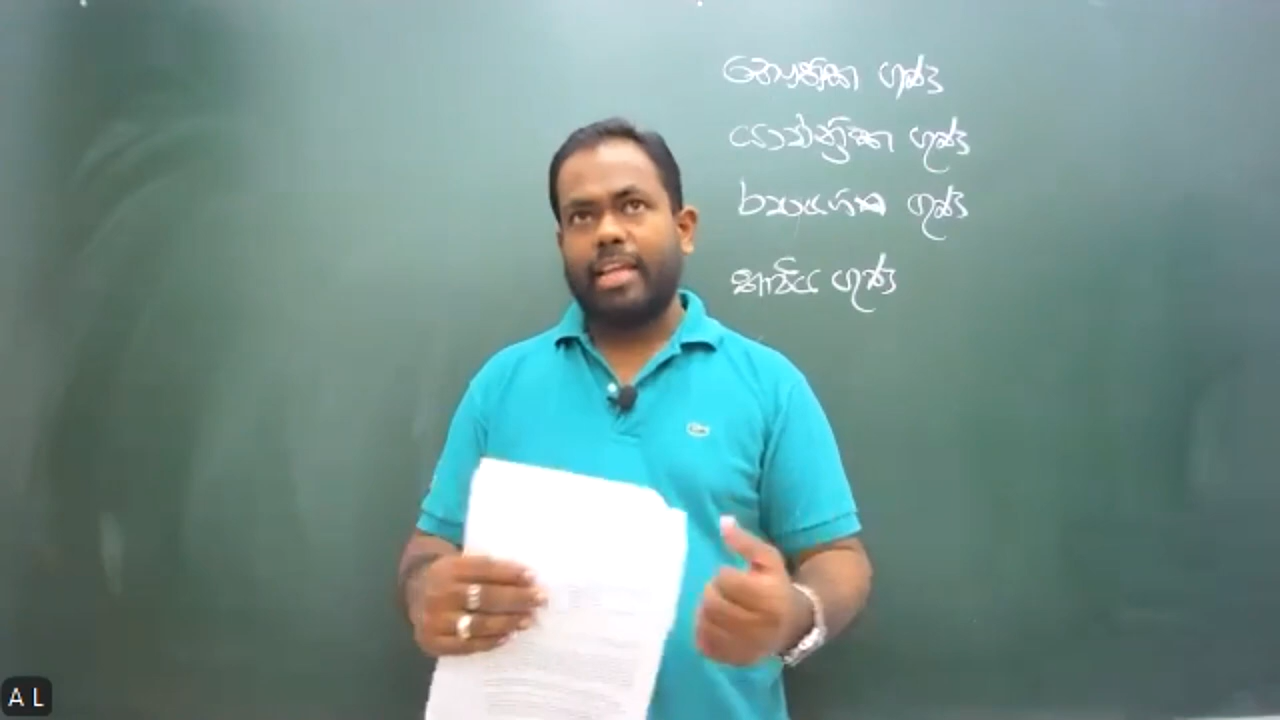 භෞතික ගුණ
යාන්ත්‍රික ගුණ
රසායනික ගුණ
තාපීය ගුණ
A L